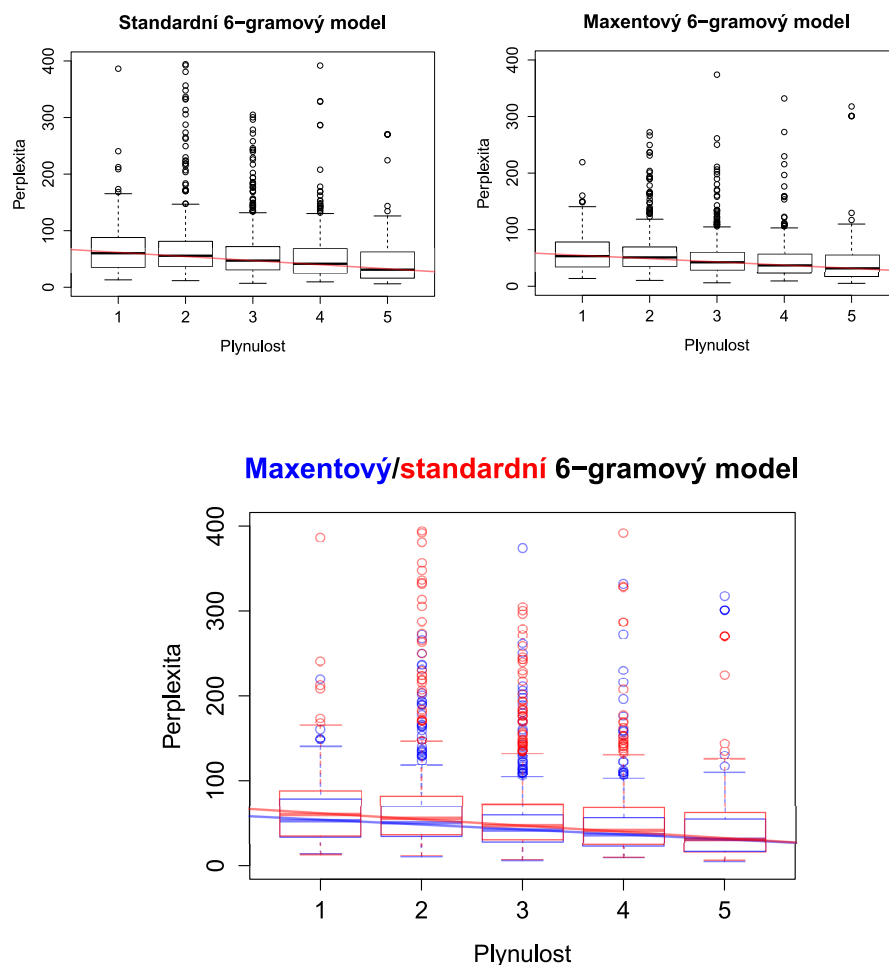 Standardní 6−gramový model
400
300
200
100
0
Perplexita
1 2 3 4 5
Plynulost
Maxentový 6−gramový model
400
300
200
100
0
Perplexita
1 2 3 4 5
Plynulost
Maxentový/standardní 6−gramový model
400
300
200
100
0
Perplexita
1 2 3 4 5
Plynulost